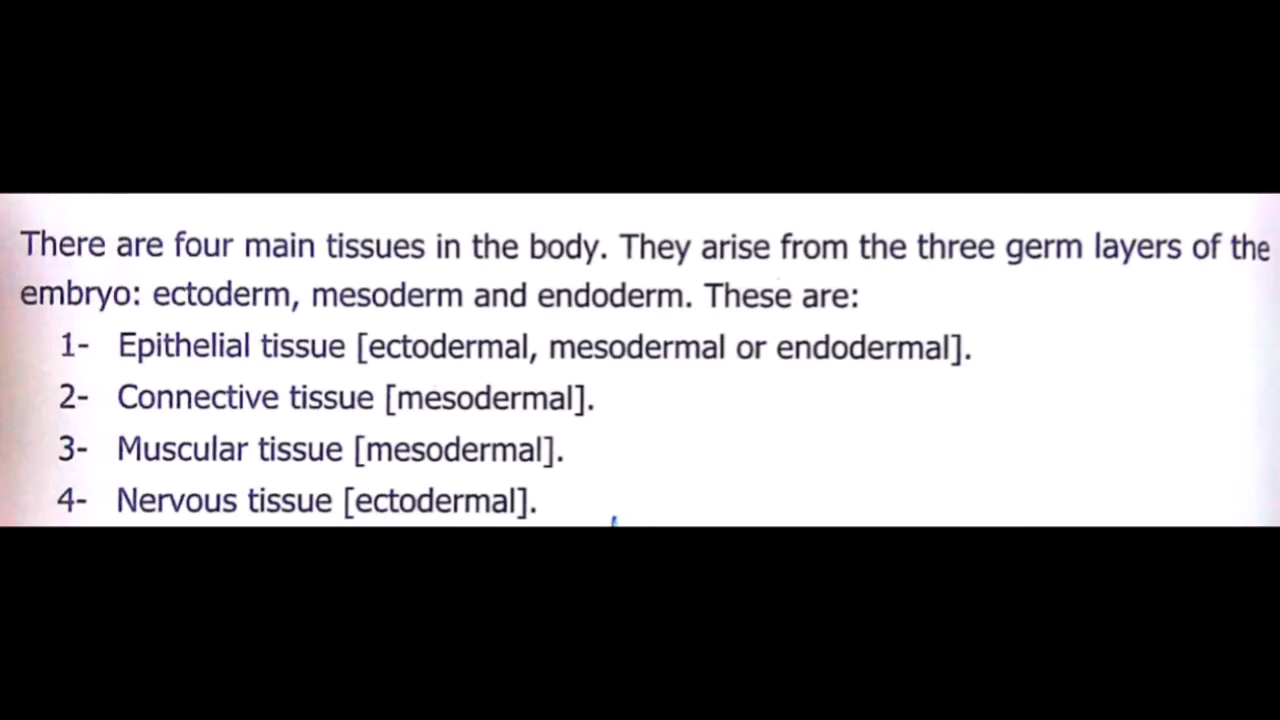 There are four main tissues in the body. They arise from the three germ layers of the
embryo: ectoderm, mesoderm and endoderm. These are:
1- Epithelial tissue [ectodermal, mesodermal or endodermal].
2- Connective tissue [mesodermal].
3- Muscular tissue [mesodermal].
4- Nervous tissue [ectodermal].